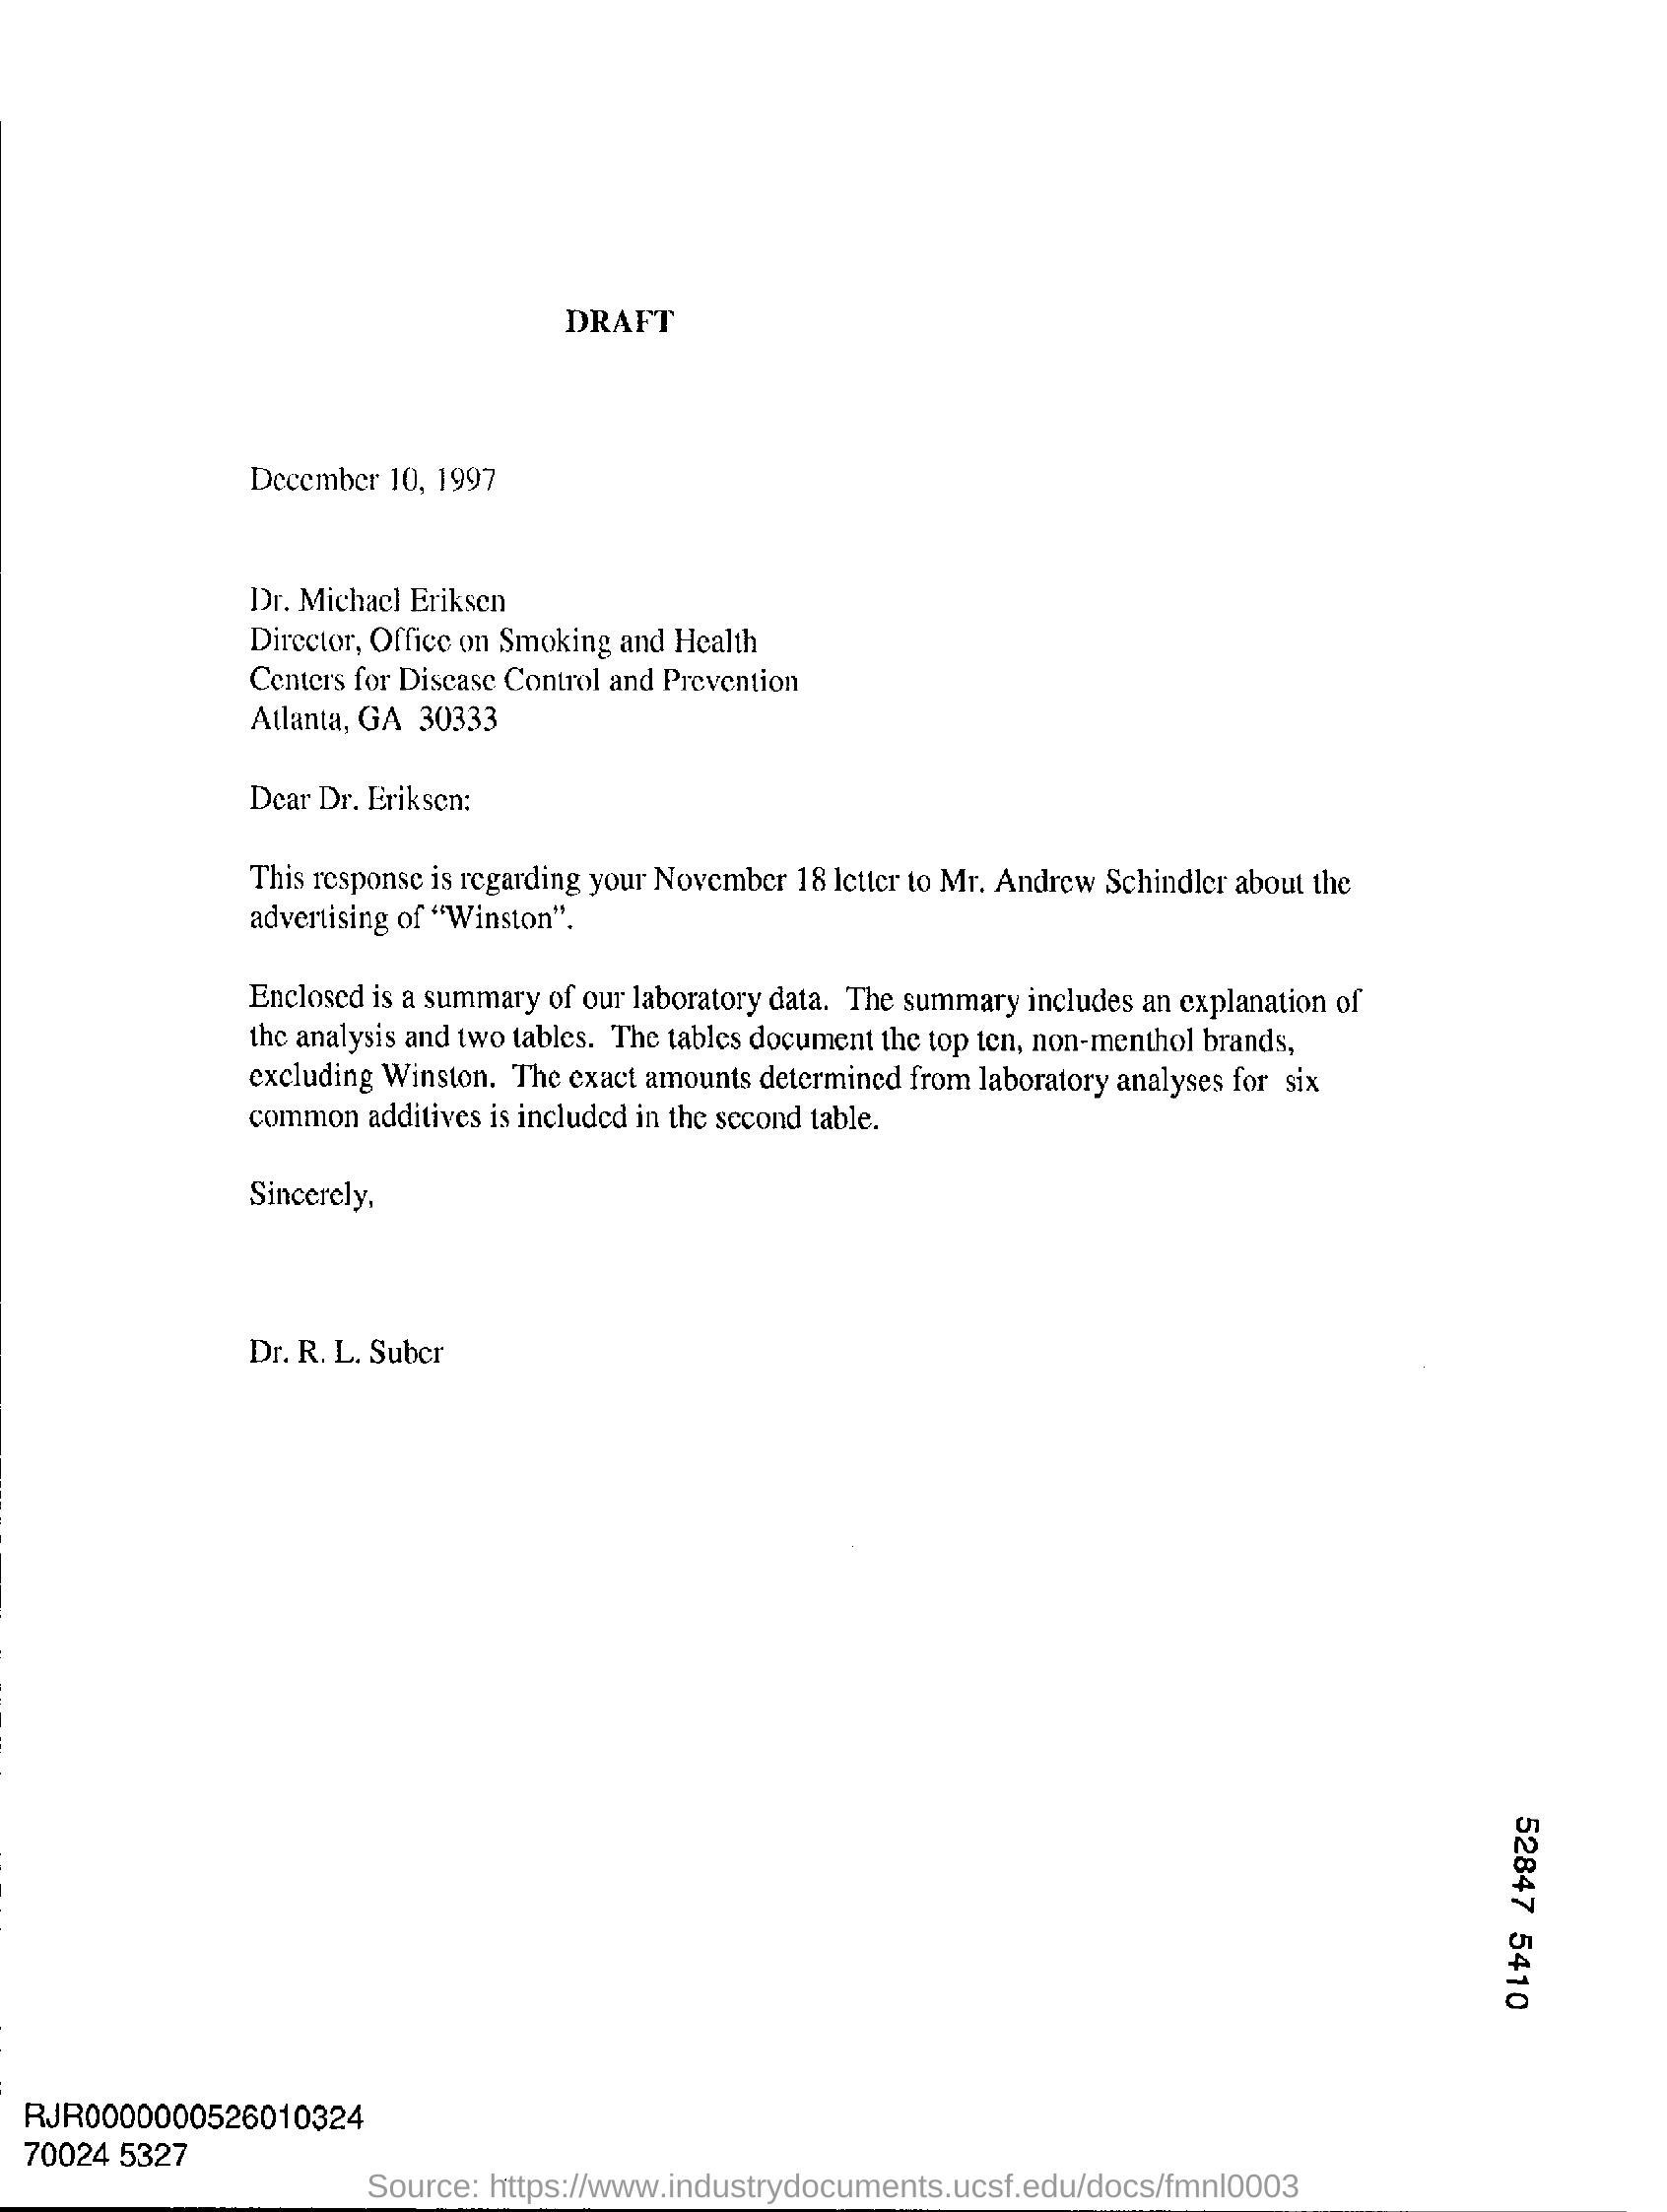 DRAFT
December 10, 1997
Dr. Michael Eriksen
Director, Office on Smoking and Health
Centers for Disease Control and Prevention
Atlanta, GA 30333
Dear Dr. Eriksen:
This response is regarding your November 18 letter to Mr. Andrew Schindler about the
advertising of “Winston”.
Enclosed is a summary of our laboratory data. The summary includes an explanation of
the analysis and two tables. The tables document the top ten, non-menthol brands,
excluding Winston. The exact amounts determined from laboratory analyses for six
common additives is included in the second table.
Sincerely,
Dr. R. L. Suber
52847 5410
RJR0000000526010324
70024 5327
Source: https://www.industrydocuments.ucsf.edu/docs/fmnl0003